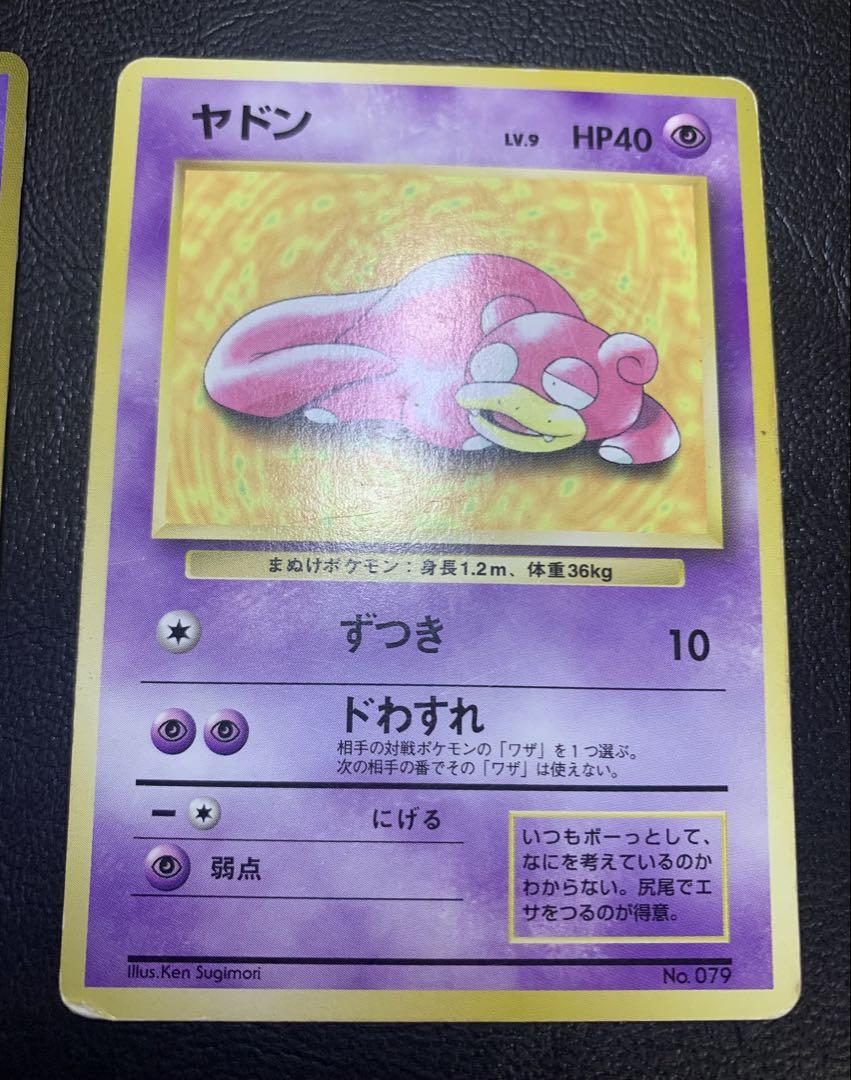 ヤドン LV.9 HP40
まぬけポケモン：身長1.2m、体重36kg
ずつき 10
ドわすれ
相手の対戦ポケモンの「ワザ」を1つ選ぶ。
次の相手の番でその「ワザ」は使えない。
ー にげる
弱点
いつもボーっとして、
なにを考えているのか
わからない。尻尾でエ
サをつるのが得意。
Illus.Ken Sugimori No. 079